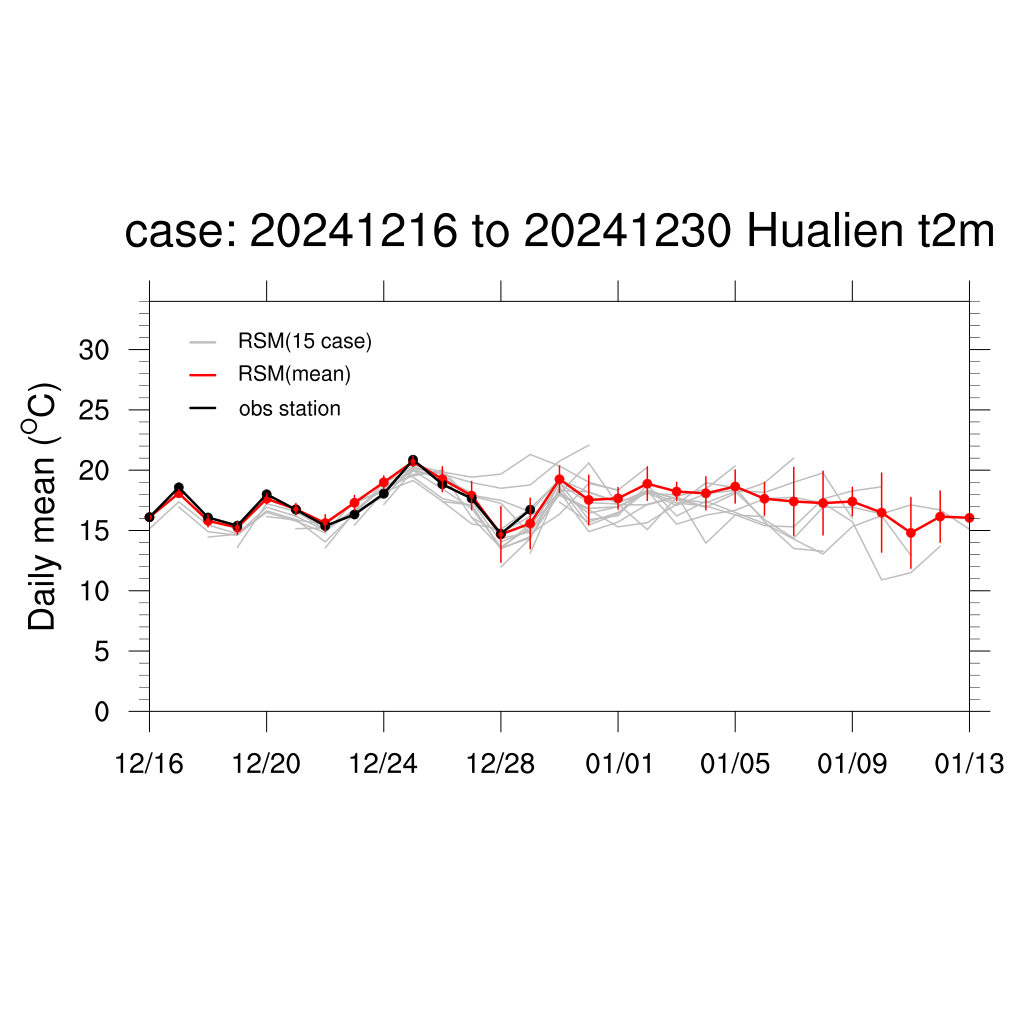 case: 20241216 to 20241230 Hualien t2m
RSM(15 case)
RSM(mean)
obs station
Daily mean (°C)
30
25
20
15
10
5
0
12/16 12/20 12/24 12/28 01/01 01/05 01/09 01/13